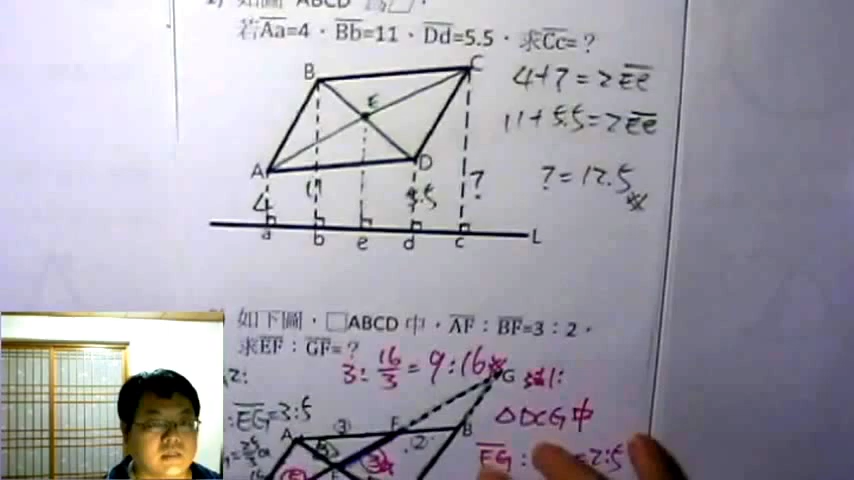 若Aa=4，Bb=11，Dd=5.5，求Cc=？
4+?=2Ee
11+5.5=2Ee
?=12.5
B
C
E
A
D
4
11
5.5
?
a b e d c L
如下圖，□ABCD中，AF：BF=3：2，
求EF：GF=？
3:16/3=9:16
G
EG=3:5
△DCG中
A ③ F ② B
EG:
=2:5